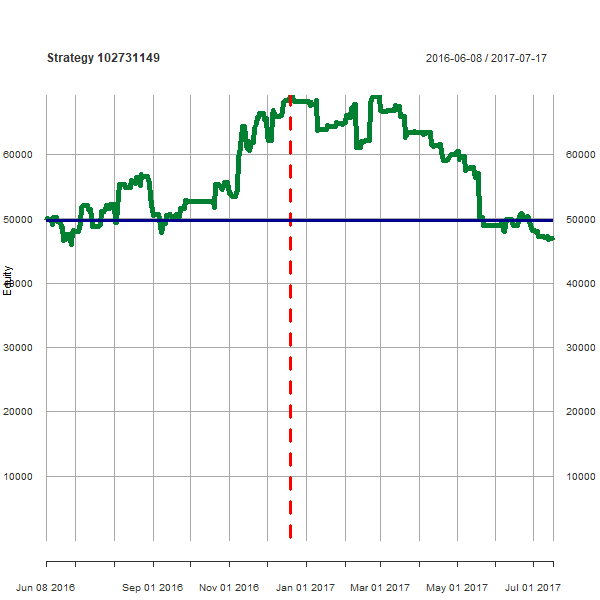 Strategy 102731149
2016-06-08 / 2017-07-17
60000
60000
50000
50000
Equity
40000
40000
30000
30000
20000
20000
10000
10000
Jun 08 2016
Sep 01 2016
Nov 01 2016
Jan 01 2017
Mar 01 2017
May 01 2017
Jul 01 2017